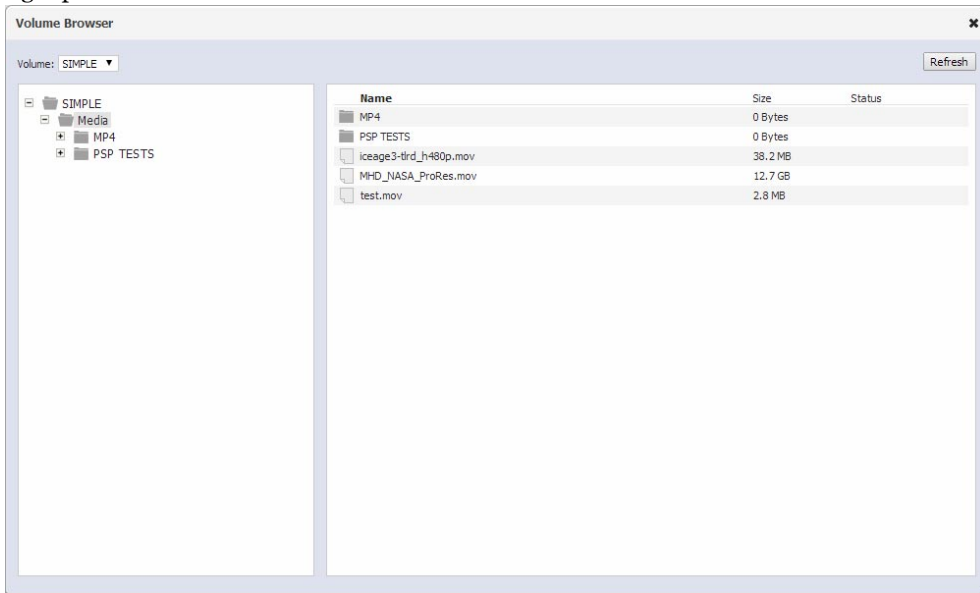 Volume Browser
Volume: SIMPLE
Refresh
SIMPLE
Media
MP4
PSP TESTS
Name Size Status
MP4 0 Bytes
PSP TESTS 0 Bytes
iceage3-tlrd_h480p.mov 38.2 MB
MHD_NASA_ProRes.mov 12.7 GB
test.mov 2.8 MB